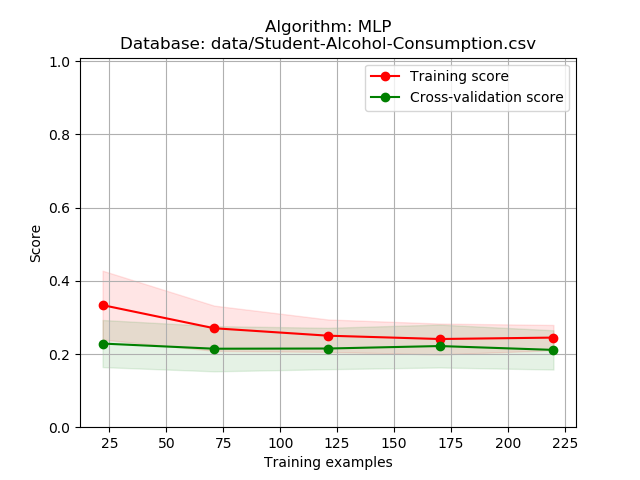 Algorithm: MLP
Database: data/Student-Alcohol-Consumption.csv
Training score
Cross-validation score
1.0
0.8
0.6
0.4
0.2
0.0
Score
25 50 75 100 125 150 175 200 225
Training examples